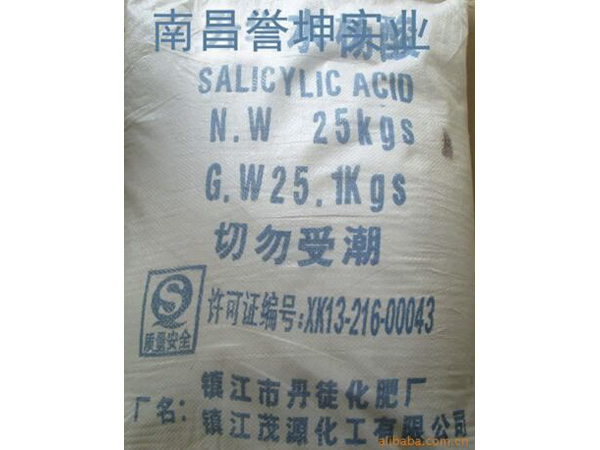 南昌誉坤实业
SALICYLIC ACID
N.W 25kgs
G.W25.1Kgs
切勿受潮
质量安全
许可证编号:XK13-216-00043
厂名:
镇江市丹徒化肥厂
镇江茂源化工有限公司
alibaba.com.cn